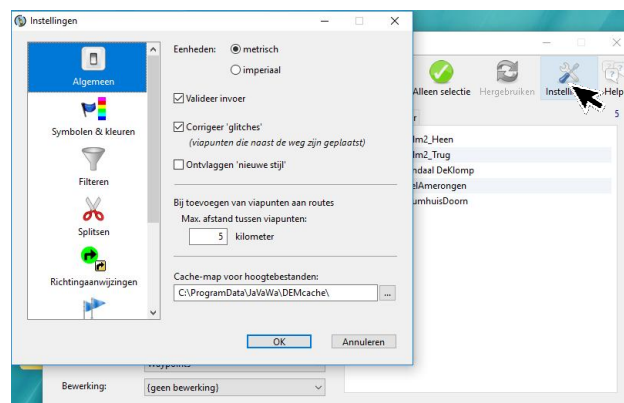 Instellingen
Algemeen
Symbolen & kleuren
Filteren
Splitsen
Richtingaanwijzingen
Eenheden:
metrisch
imperiaal
Valideer invoer
Corrigeer 'glitches'
(viapunten die naast de weg zijn geplaatst)
Ontvlaggen 'nieuwe stijl'
Bij toevoegen van viapunten aan routes
Max. afstand tussen viapunten:
5 kilometer
Cache-map voor hoogtebestanden:
C:\ProgramData\JaVaWa\DEMcache\
...
OK
Annuleren
Alleen selectie
Hergebruiken
Help
5
lm2_Heen
lm2_Trug
ndaal DeKlomp
elAmerongen
umhuisDoorn
Bewerking:
(geen bewerking)